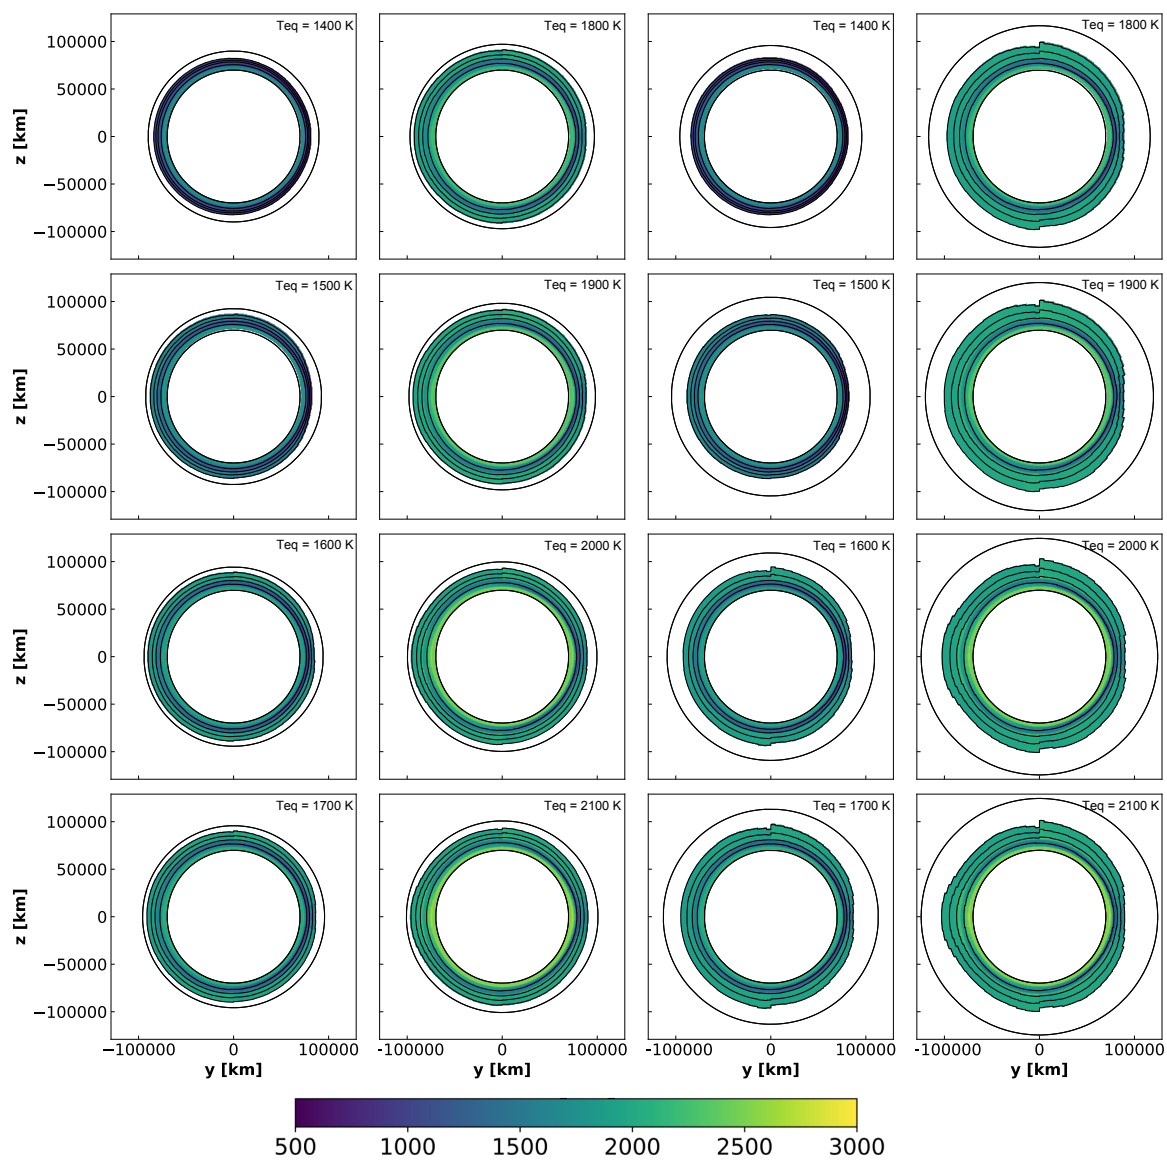 Teq = 1400 K Teq = 1800 K Teq = 1400 K Teq = 1800 K
100000
50000
0
−50000
−100000
z [km]
Teq = 1500 K Teq = 1900 K Teq = 1500 K Teq = 1900 K
100000
50000
0
−50000
−100000
z [km]
Teq = 1600 K Teq = 2000 K Teq = 1600 K Teq = 2000 K
100000
50000
0
−50000
−100000
z [km]
Teq = 1700 K Teq = 2100 K Teq = 1700 K Teq = 2100 K
100000
50000
0
−50000
−100000
z [km]
−100000 0 100000 -100000 0 100000 -100000 0 100000 -100000 0 100000
y [km] y [km] y [km] y [km]
500 1000 1500 2000 2500 3000